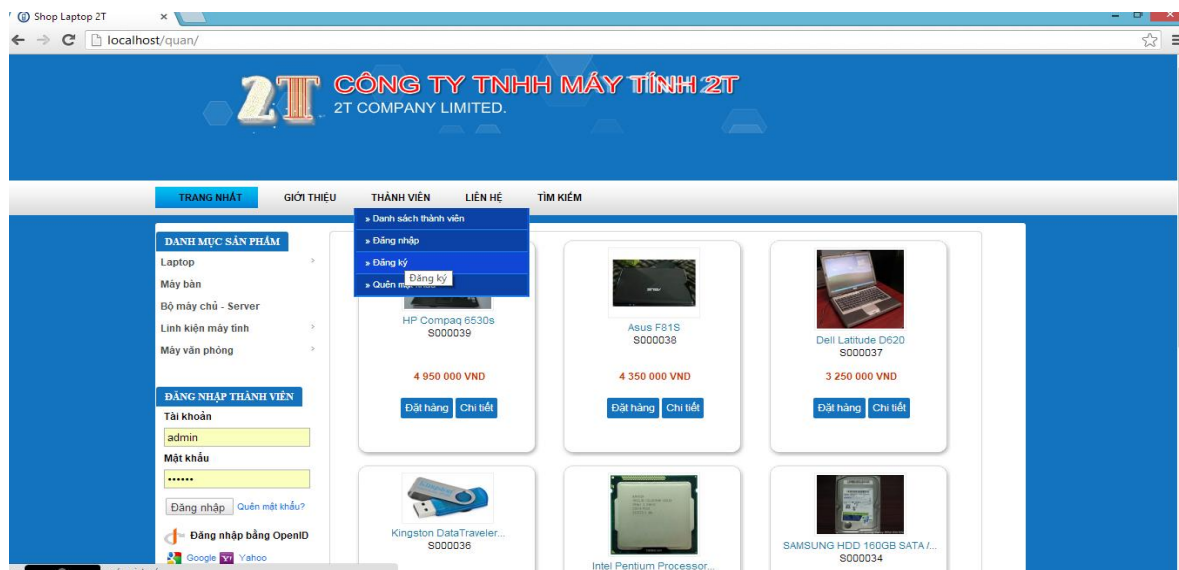 Shop Laptop 2T
localhost/quan/
2T
CÔNG TY TNHH MÁY TÍNH 2T
2T COMPANY LIMITED.
TRANG NHẤT GIỚI THIỆU THÀNH VIÊN LIÊN HỆ TÌM KIẾM
» Danh sách thành viên
» Đăng nhập
» Đăng ký
» Quên
Đăng ký
DANH MỤC SẢN PHẨM
Laptop
Máy bàn
Bộ máy chủ - Server
Linh kiện máy tính
Máy văn phòng
ĐĂNG NHẬP THÀNH VIÊN
Tài khoản
admin
Mật khẩu
••••••
Đăng nhập Quên mật khẩu?
Đăng nhập bằng OpenID
Google Yahoo
HP Compaq 6530s
S000039
4 950 000 VND
Đặt hàng Chi tiết
Asus F81S
S000038
4 350 000 VND
Đặt hàng Chi tiết
Dell Latitude D620
S000037
3 250 000 VND
Đặt hàng Chi tiết
Kingston DataTraveler...
S000036
Intel Pentium Processor...
SAMSUNG HDD 160GB SATA /...
S000034